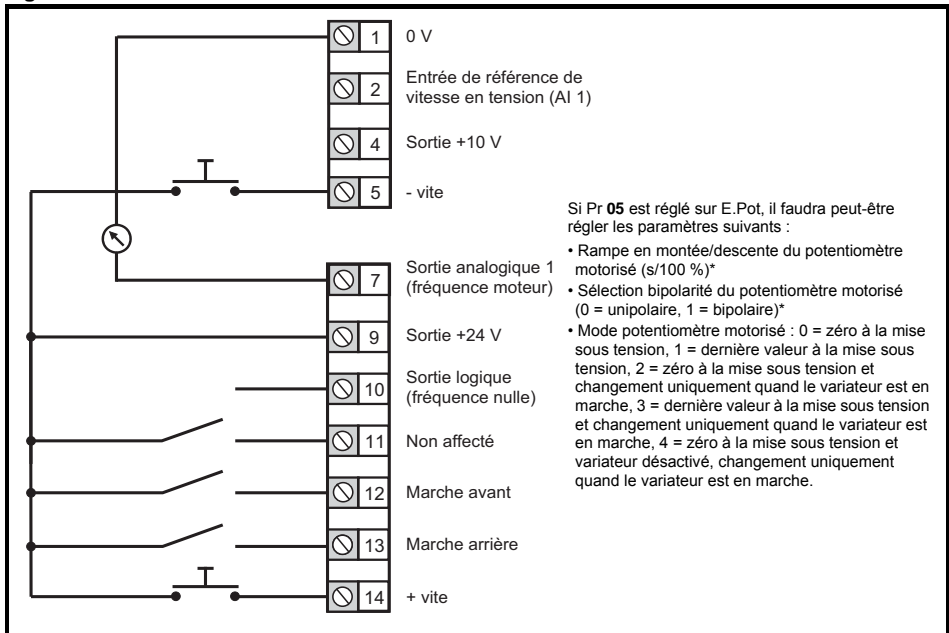 1 0 V
2 Entrée de référence de
vitesse en tension (AI 1)
4 Sortie +10 V
5 - vite
7 Sortie analogique 1
(fréquence moteur)
9 Sortie +24 V
10 Sortie logique
(fréquence nulle)
11 Non affecté
12 Marche avant
13 Marche arrière
14 + vite
Si Pr 05 est réglé sur E.Pot, il faudra peut-être
régler les paramètres suivants :
• Rampe en montée/descente du potentiomètre
motorisé (s/100 %)*
• Sélection bipolarité du potentiomètre motorisé
(0 = unipolaire, 1 = bipolaire)*
• Mode potentiomètre motorisé : 0 = zéro à la mise
sous tension, 1 = dernière valeur à la mise sous
tension, 2 = zéro à la mise sous tension et
changement uniquement quand le variateur est en
marche, 3 = dernière valeur à la mise sous tension
et changement uniquement quand le variateur est
en marche, 4 = zéro à la mise sous tension et
variateur désactivé, changement uniquement
quand le variateur est en marche.